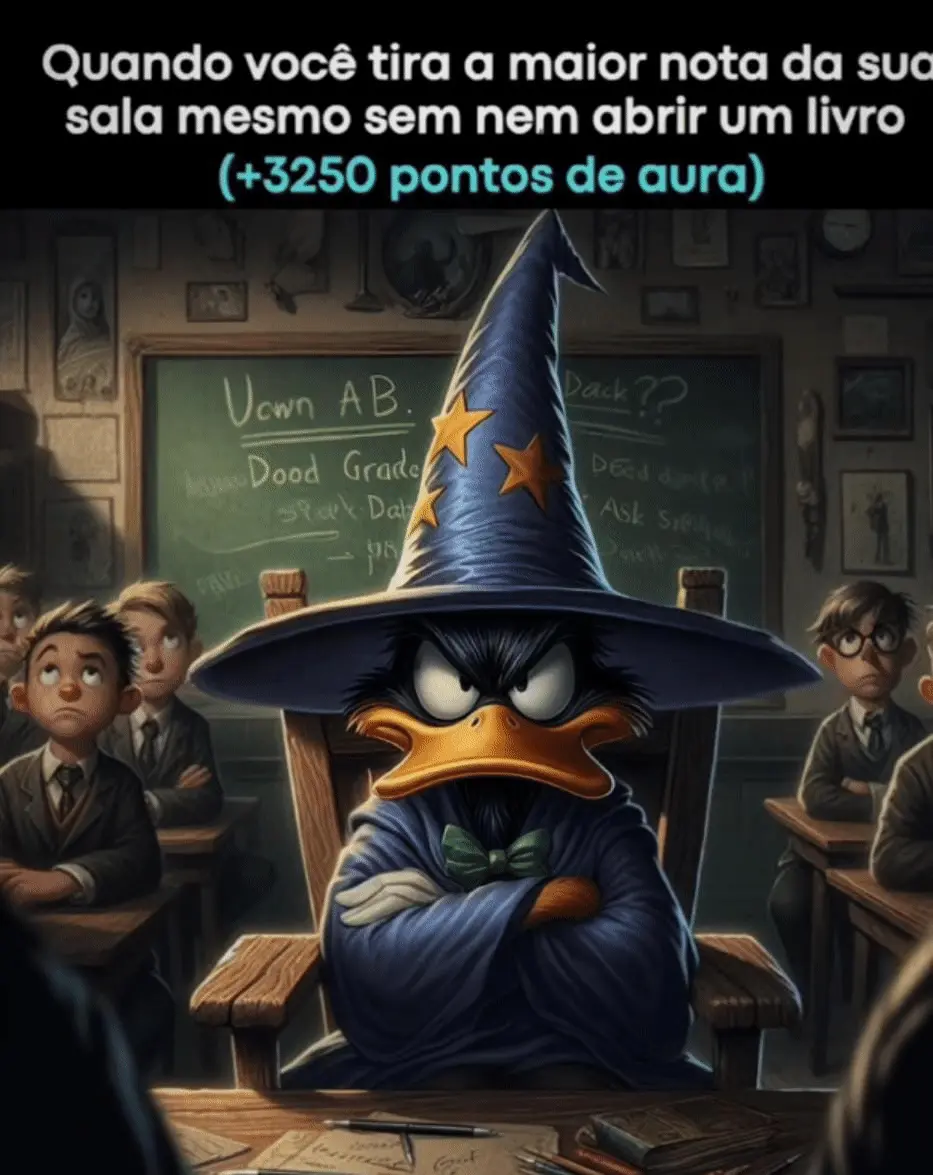 Quando você tira a maior nota da sua
sala mesmo sem nem abrir um livro
(+3250 pontos de aura)
Ucwn AB.
Dack??
Dood Grade
Ask